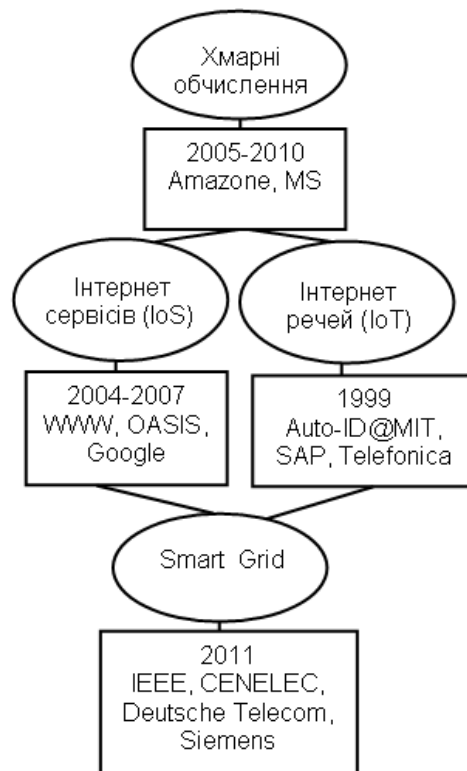 Хмарні
обчислення
2005-2010
Amazone, MS
Інтернет
сервісів (IoS)
Інтернет
речей (IoT)
2004-2007
WWW, OASIS,
Google
1999
Auto-ID@MIT,
SAP, Telefonica
Smart Grid
2011
IEEE, CENELEC,
Deutsche Telecom,
Siemens